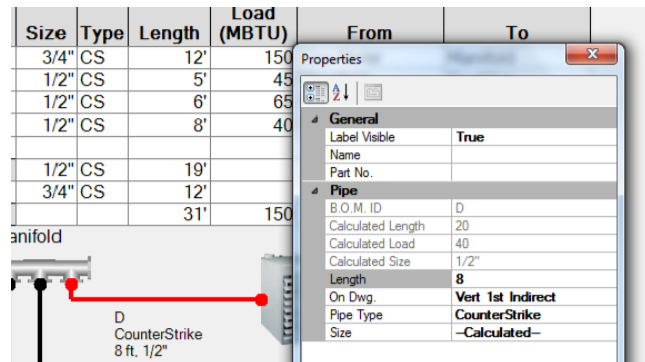 Size Type Length Load (MBTU) From To
3/4" CS 12' 150
1/2" CS 5' 45
1/2" CS 6' 65
1/2" CS 8' 40
1/2" CS 19'
3/4" CS 12'
31' 150
anifold
D
CounterStrike
8 ft, 1/2"
Properties
General
Label Visible True
Name
Part No.
Pipe
B.O.M. ID D
Calculated Length 20
Calculated Load 40
Calculated Size 1/2"
Length 8
On Dwg. Vert 1st Indirect
Pipe Type CounterStrike
Size --Calculated--